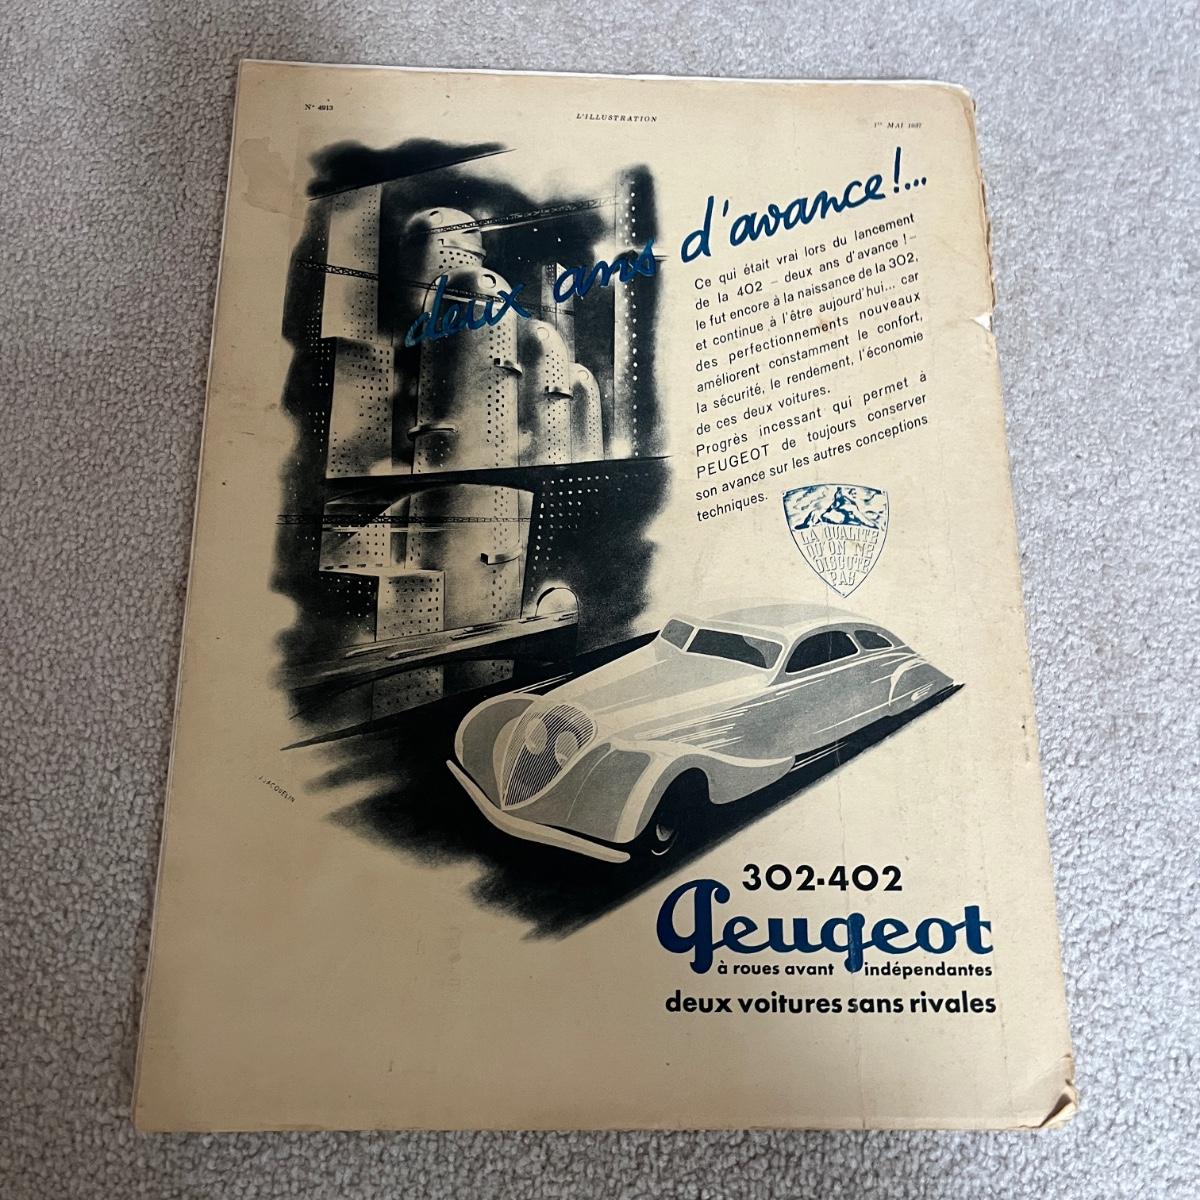 N° 4913
L'ILLUSTRATION
1er MAI 1937
deux ans d'avance!...
Ce qui était vrai lors du lancement
de la 402 – deux ans d'avance ! –
le fut encore à la naissance de la 302,
et continue à l'être aujourd'hui... car
des perfectionnements nouveaux
améliorent constamment le confort,
la sécurité, le rendement, l'économie
de ces deux voitures.
Progrès incessant qui permet à
PEUGEOT de toujours conserver
son avance sur les autres conceptions
techniques.
LA QUALITÉ
QU'ON NE
DISCUTE
PAS
J. JACQUELIN
302-402
Peugeot
à roues avant indépendantes
deux voitures sans rivales